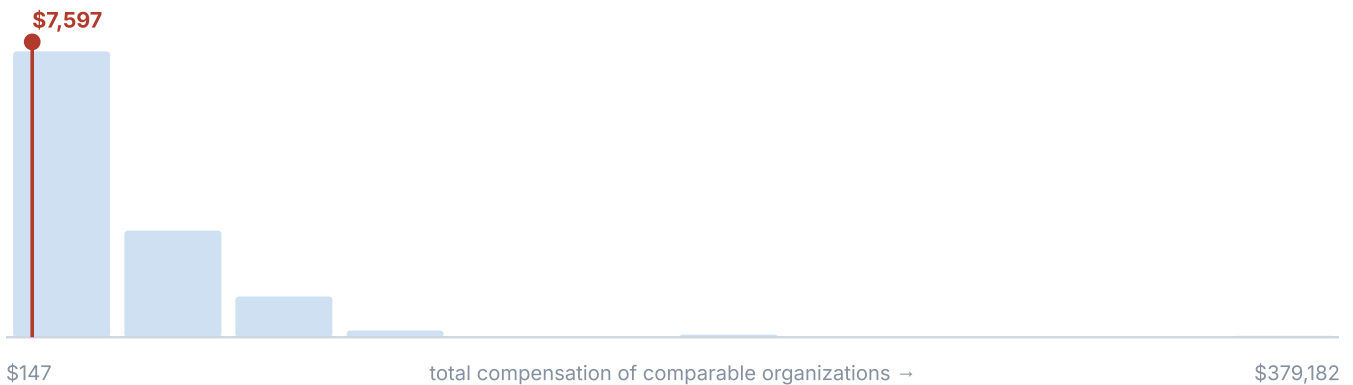 $7,597
$147 total compensation of comparable organizations → $379,182